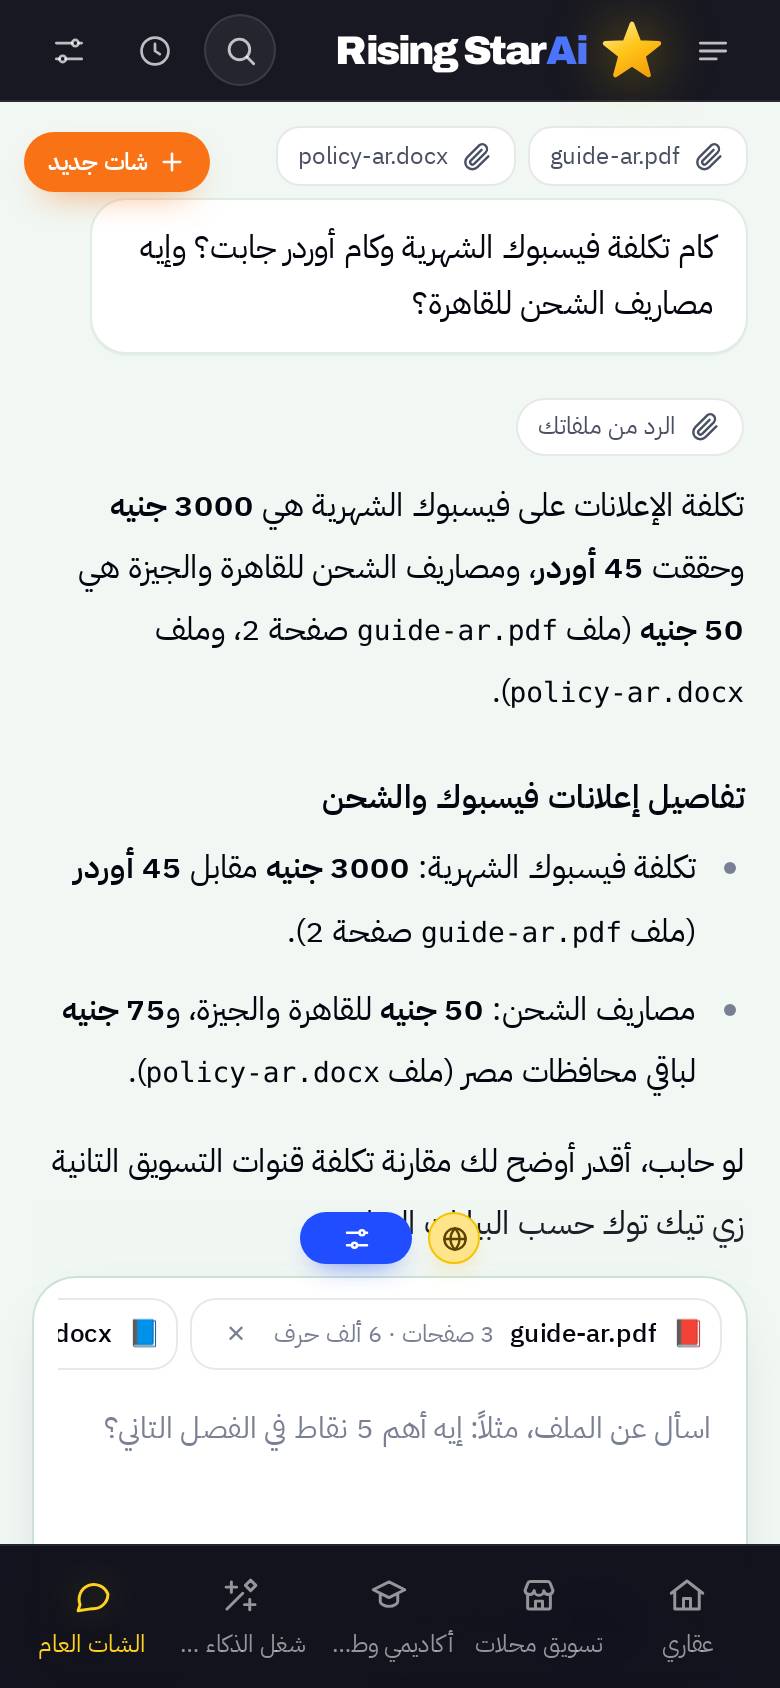 Rising StarAi
guide-ar.pdf
policy-ar.docx
شات جديد
كام تكلفة فيسبوك الشهرية وكام أوردر جابت؟ وإيه
مصاريف الشحن للقاهرة؟
الرد من ملفاتك
تكلفة الإعلانات على فيسبوك الشهرية هي 3000 جنيه
وحققت 45 أوردر، ومصاريف الشحن للقاهرة والجيزة هي
50 جنيه (ملف guide-ar.pdf صفحة 2، وملف
policy-ar.docx).
تفاصيل إعلانات فيسبوك والشحن
تكلفة فيسبوك الشهرية: 3000 جنيه مقابل 45 أوردر
(ملف guide-ar.pdf صفحة 2).
مصاريف الشحن: 50 جنيه للقاهرة والجيزة، و75 جنيه
لباقي محافظات مصر (ملف policy-ar.docx).
لو حابب، أقدر أوضح لك مقارنة تكلفة قنوات التسويق التانية
زي تيك توك حسب
guide-ar.pdf 3 صفحات · 6 ألف حرف
docx
اسأل عن الملف، مثلاً: إيه أهم 5 نقاط في الفصل التاني؟
عقاري
تسويق محلات
أكاديمي وط...
شغل الذكاء ...
الشات العام